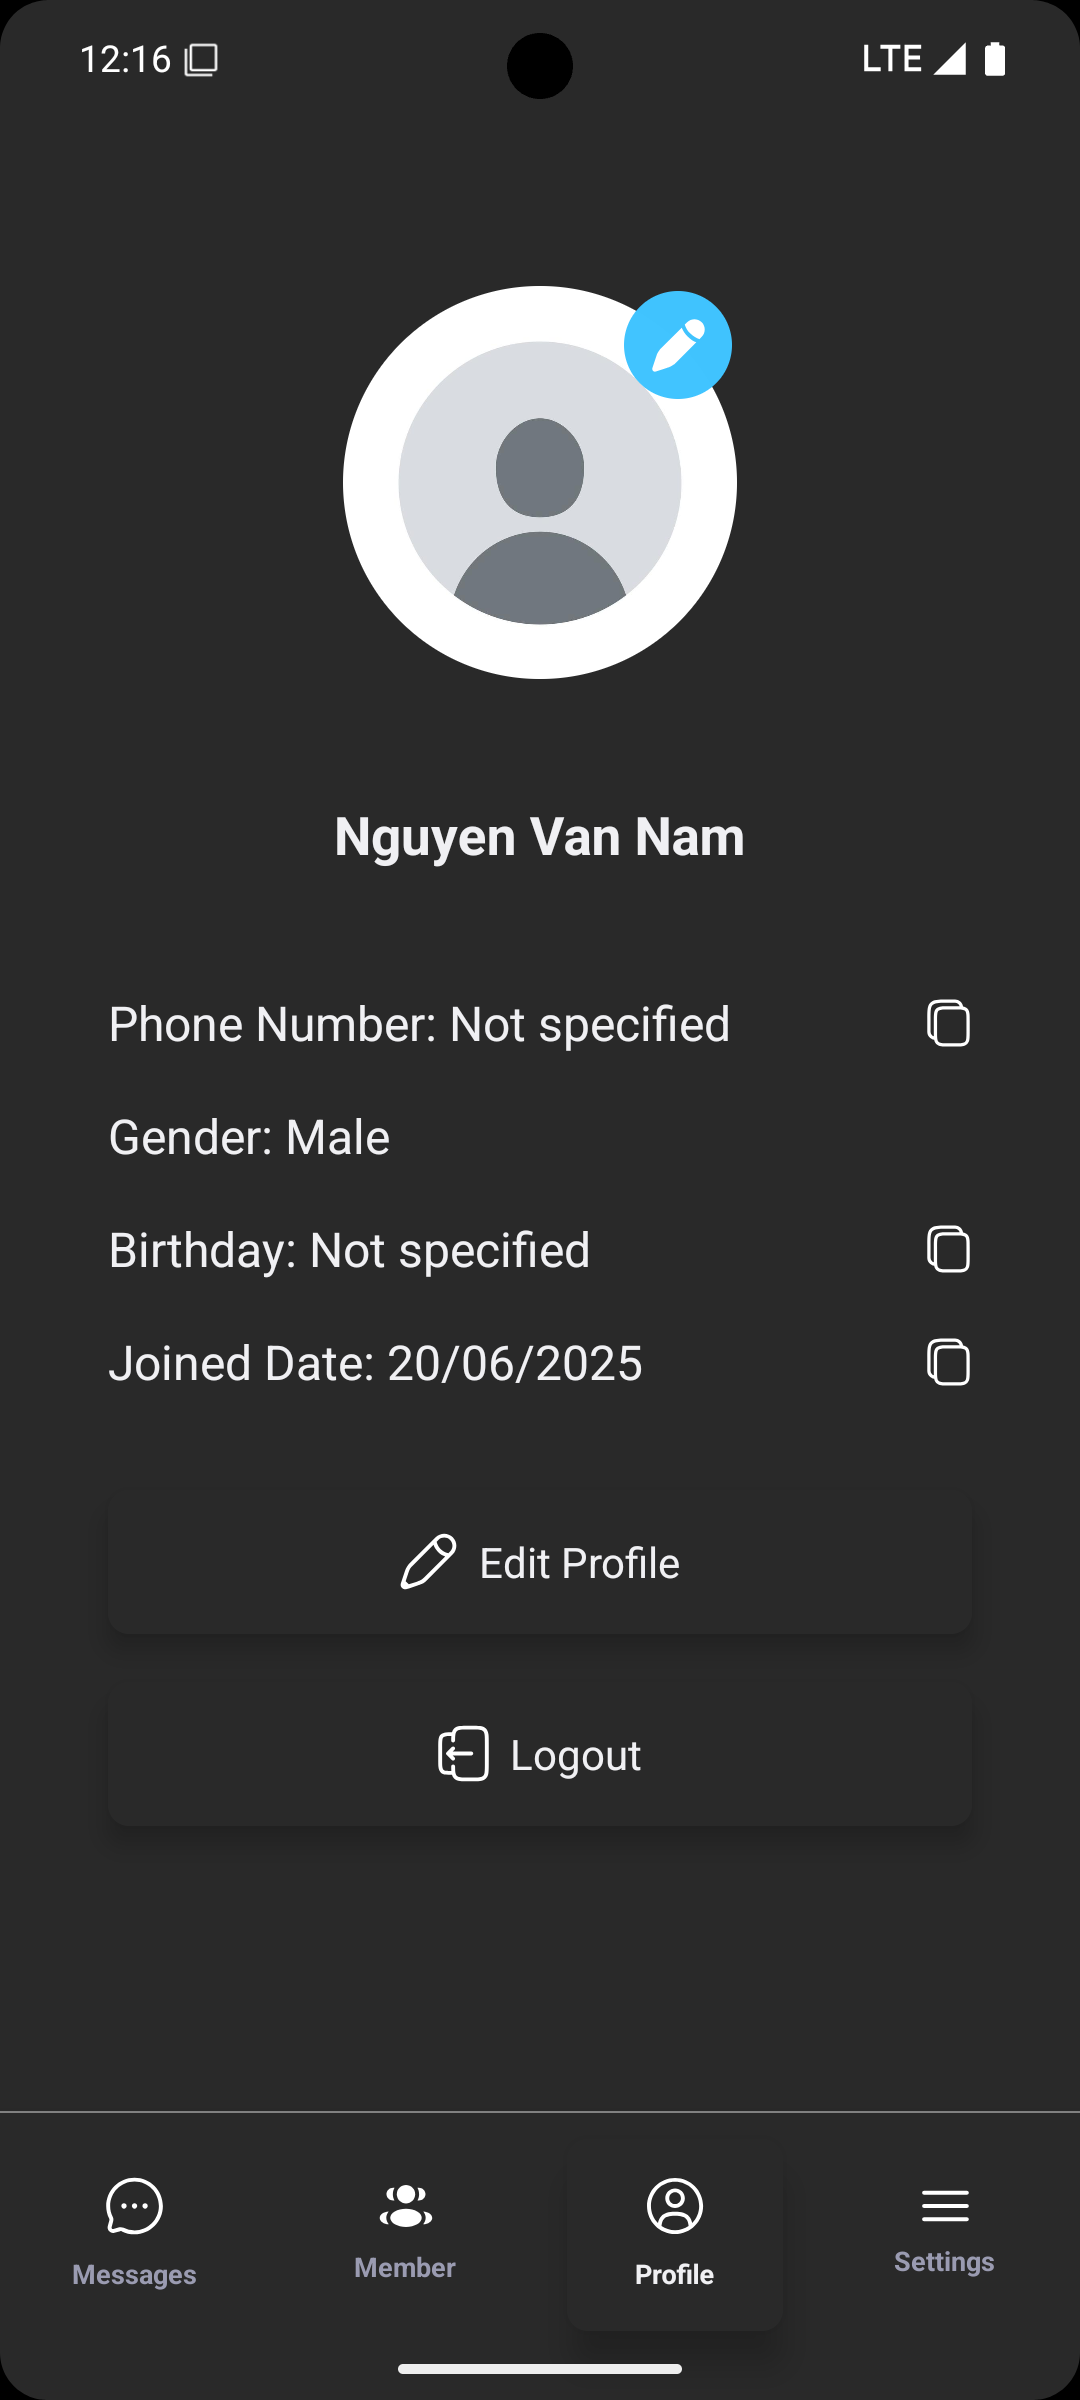 12:16
LTE
Nguyen Van Nam
Phone Number: Not specified
Gender: Male
Birthday: Not specified
Joined Date: 20/06/2025
Edit Profile
Logout
Messages
Member
Profile
Settings